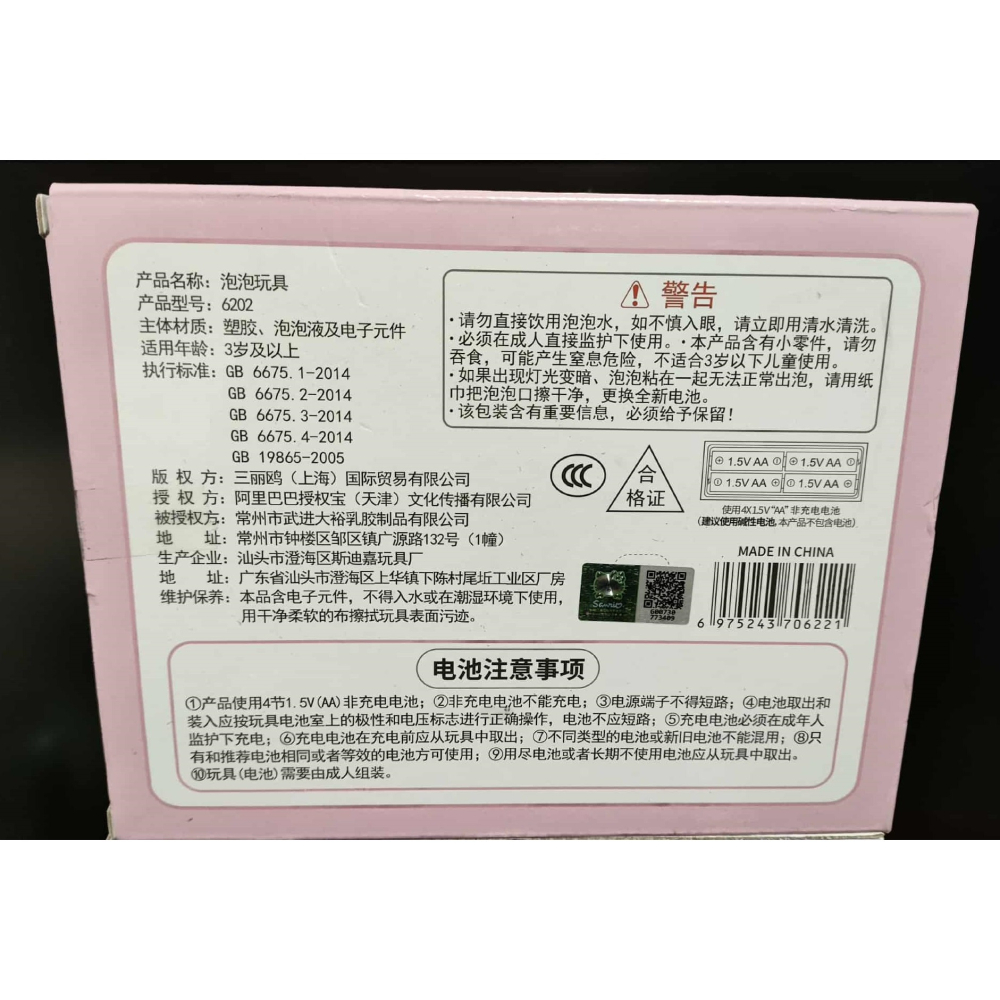 产品名称：泡泡玩具
产品型号：6202
主体材质：塑胶、泡泡液及电子元件
适用年龄：3岁及以上
执行标准：GB 6675.1-2014
GB 6675.2-2014
GB 6675.3-2014
GB 6675.4-2014
GB 19865-2005
版 权 方：三丽鸥（上海）国际贸易有限公司
授 权 方：阿里巴巴授权宝（天津）文化传播有限公司
被授权方：常州市武进大裕乳胶制品有限公司
地 址：常州市钟楼区邹区镇广源路132号（1幢）
生产企业：汕头市澄海区斯迪嘉玩具厂
地 址：广东省汕头市澄海区上华镇下陈村尾坵工业区厂房
维护保养：本品含电子元件，不得入水或在潮湿环境下使用，
用干净柔软的布擦拭玩具表面污迹。
警告
·请勿直接饮用泡泡水，如不慎入眼，请立即用清水清洗。
·必须在成人直接监护下使用。·本产品含有小零件，请勿
吞食，可能产生窒息危险，不适合3岁以下儿童使用。
·如果出现灯光变暗、泡泡粘在一起无法正常出泡，请用纸
巾把泡泡口擦干净，更换全新电池。
·该包装含有重要信息，必须给予保留！
CCC
合
格证
1.5V AA 1.5V AA
1.5V AA 1.5V AA
使用4X1.5V“AA”非充电电池
（建议使用碱性电池，本产品不包含电池）
MADE IN CHINA
Sanrio
G00730
773409
6 975243 706221
电池注意事项
①产品使用4节1.5V(AA)非充电电池；②非充电电池不能充电；③电源端子不得短路；④电池取出和
装入应按玩具电池室上的极性和电压标志进行正确操作，电池不应短路；⑤充电电池必须在成年人
监护下充电；⑥充电电池在充电前应从玩具中取出；⑦不同类型的电池或新旧电池不能混用；⑧只
有和推荐电池相同或者等效的电池方可使用；⑨用尽电池或者长期不使用电池应从玩具中取出。
⑩玩具(电池)需要由成人组装。